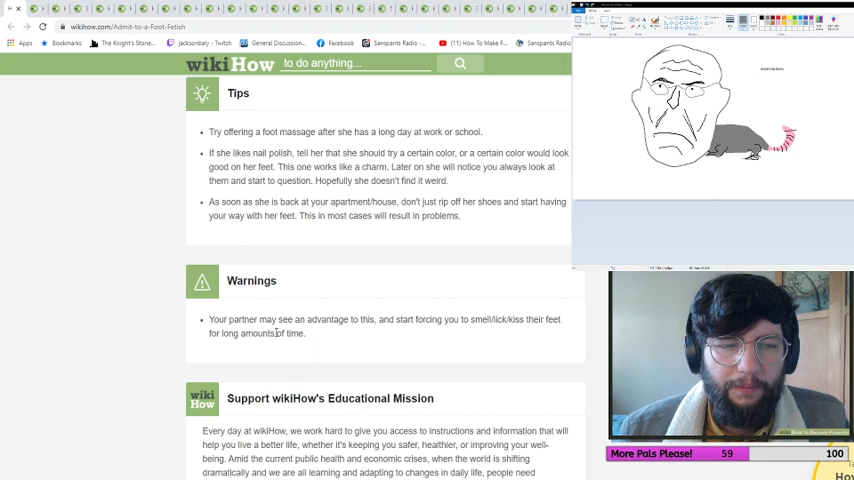 wikihow.com/Admit-to-a-Foot-Fetish
Apps
Bookmarks
The Knight's Stone...
jacksonbaly - Twitch
General Discussion...
Facebook
Sanspants Radio
(11) How To Make F...
Sanspants Radio
wikiHow
to do anything...
Tips
Try offering a foot massage after she has a long day at work or school.
If she likes nail polish, tell her that she should try a certain color, or a certain color would look
good on her feet. This one works like a charm. Later on she will notice you always look at
them and start to question. Hopefully she doesn't find it weird.
As soon as she is back at your apartment/house, don't just rip off her shoes and start having
your way with her feet. This in most cases will result in problems.
Warnings
Your partner may see an advantage to this, and start forcing you to smell/lick/kiss their feet
for long amounts of time.
wiki
How
Support wikiHow's Educational Mission
Every day at wikiHow, we work hard to give you access to instructions and information that will
help you live a better life, whether it's keeping you safer, healthier, or improving your well-
being. Amid the current public health and economic crises, when the world is shifting
dramatically and we are all learning and adapting to changes in daily life, people need
More Pals Please!
59
100
How